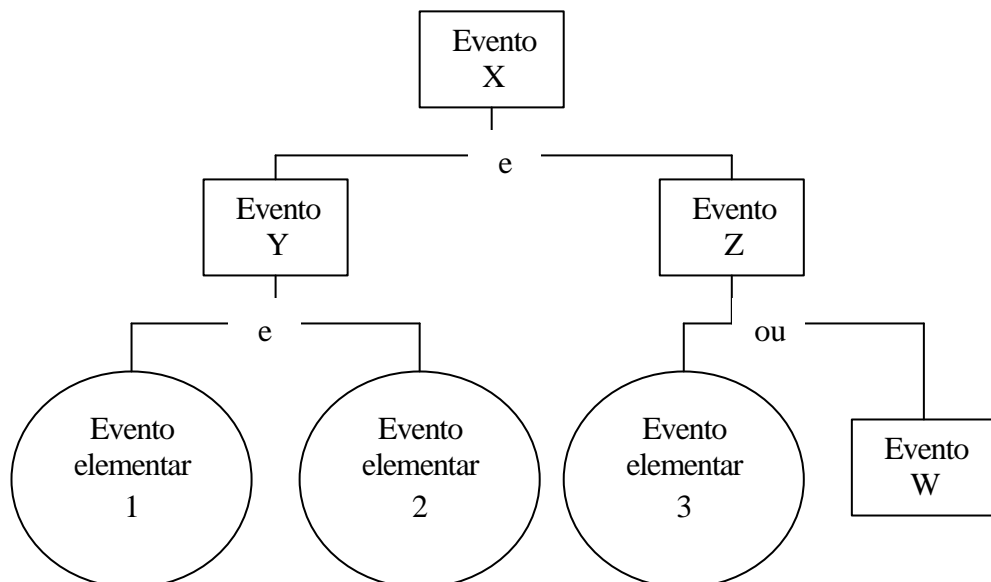 Evento
X
e
Evento
Y
Evento
Z
e
ou
Evento
elementar
1
Evento
elementar
2
Evento
elementar
3
Evento
W